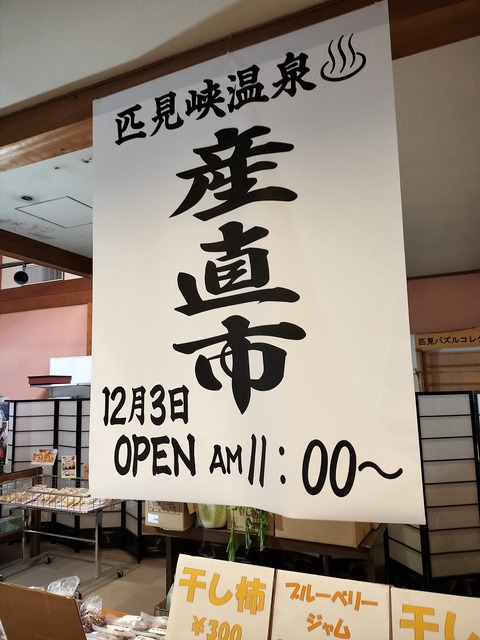 匹見峡温泉♨
産直市
12月3日
OPEN AM11:00〜
匹見パズルコレ
干し柿
¥300
ブルーベリー
ジャム
干し